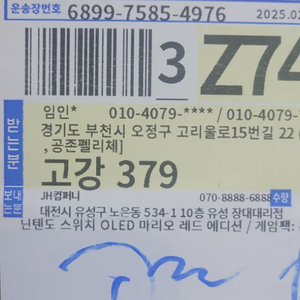 운송장번호 6899-7585-4976 2025.0
3 Z74
받는분
임인* 010-4079-**** / 010-4079-
경기도 부천시 오정구 고리울로15번길 22 (
, 공존펠리체]
고강 379
보내는분
JH컴퍼니 070-8888-6888 수량
대전시 유성구 노은동 534-1 10층 유성 장대대리점
닌텐도 스위치 OLED 마리오 레드 에디션 / 게임팩: